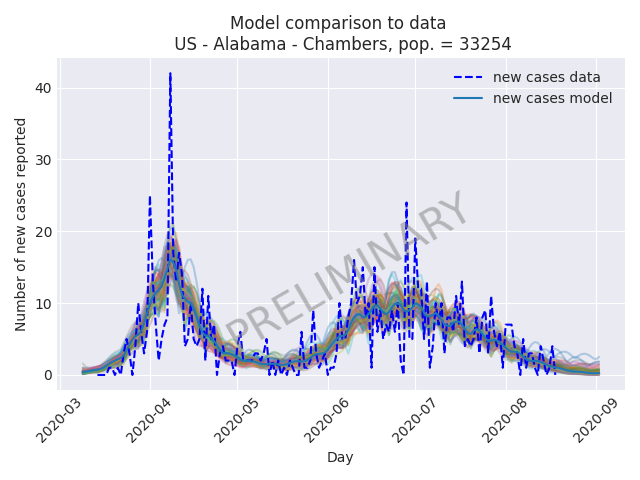 Model comparison to data
US - Alabama - Chambers, pop. = 33254
new cases data
new cases model
PRELIMINARY
Number of new cases reported
40
30
20
10
0
2020-03
2020-04
2020-05
2020-06
2020-07
2020-08
2020-09
Day